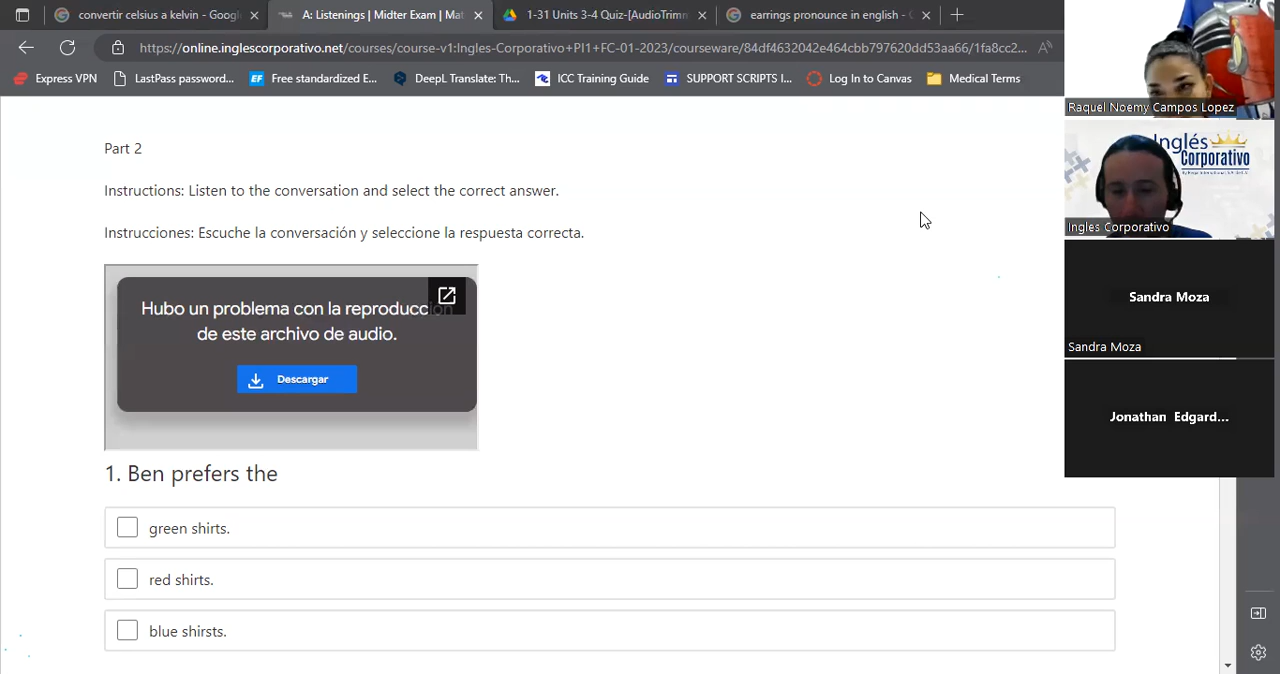 convertir celsius a kelvin - Goog
A: Listenings | Midter Exam | Mat
1-31 Units 3-4 Quiz-[AudioTrimm
earrings pronounce in english -
https://online.inglescorporativo.net/courses/course-v1:Ingles-Corporativo+PI1+FC-01-2023/courseware/84df4632042e464cbb797620dd53aa66/1fa8cc2...
Express VPN
LastPass password...
Free standardized E...
DeepL Translate: Th...
ICC Training Guide
SUPPORT SCRIPTS I...
Log In to Canvas
Medical Terms
Part 2
Instructions: Listen to the conversation and select the correct answer.
Instrucciones: Escuche la conversación y seleccione la respuesta correcta.
Hubo un problema con la reproducción
de este archivo de audio.
Descargar
1. Ben prefers the
green shirts.
red shirts.
blue shirsts.
Raquel Noemy Campos Lopez
Inglés
Corporativo
Ingles Corporativo
Sandra Moza
Sandra Moza
Jonathan Edgard...